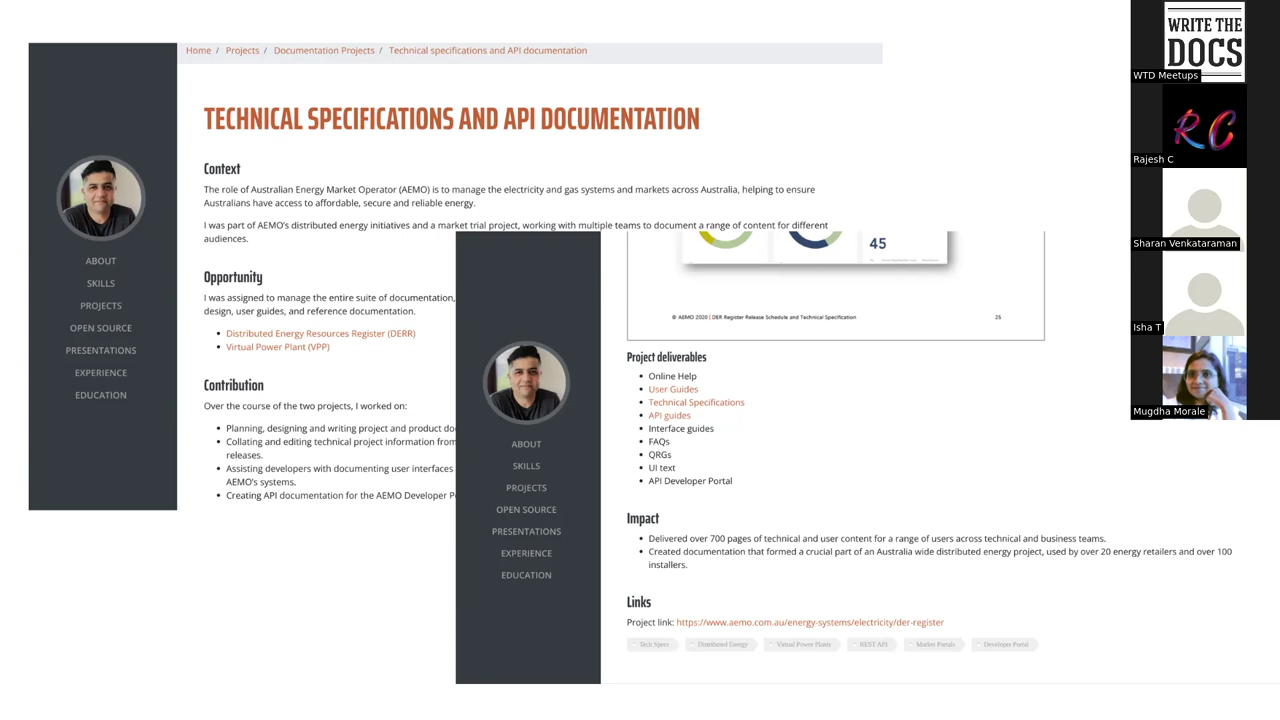 Home / Projects / Documentation Projects / Technical specifications and API documentation
TECHNICAL SPECIFICATIONS AND API DOCUMENTATION
Context
The role of Australian Energy Market Operator (AEMO) is to manage the electricity and gas systems and markets across Australia, helping to ensure
Australians have access to affordable, secure and reliable energy.
I was part of AEMO's distributed energy initiatives and a market trial project, working with multiple teams to document a range of content for different
audiences.
Opportunity
I was assigned to manage the entire suite of documentation,
design, user guides, and reference documentation.
• Distributed Energy Resources Register (DERR)
• Virtual Power Plant (VPP)
Contribution
Over the course of the two projects, I worked on:
• Planning, designing and writing project and product
• Collating and editing technical project information from
releases.
• Assisting developers with documenting user interfaces
AEMO's systems.
• Creating API documentation for the AEMO Developer
ABOUT
SKILLS
PROJECTS
OPEN SOURCE
PRESENTATIONS
EXPERIENCE
EDUCATION
45
© AEMO 2020 | DER Register Release Schedule and Technical Specification 25
Project deliverables
• Online Help
• User Guides
• Technical Specifications
• API guides
• Interface guides
• FAQs
• QRGs
• UI text
• API Developer Portal
Impact
• Delivered over 700 pages of technical and user content for a range of users across technical and business teams.
• Created documentation that formed a crucial part of an Australia wide distributed energy project, used by over 20 energy retailers and over 100
installers.
Links
Project link: https://www.aemo.com.au/energy-systems/electricity/der-register
Tech Specs Distributed Energy Virtual Power Plants REST API Market Portals Developer Portal
ABOUT
SKILLS
PROJECTS
OPEN SOURCE
PRESENTATIONS
EXPERIENCE
EDUCATION
WRITE THE
DOCS
WTD Meetups
RC
Rajesh C
Sharan Venkataraman
Isha T
Mugdha Morale